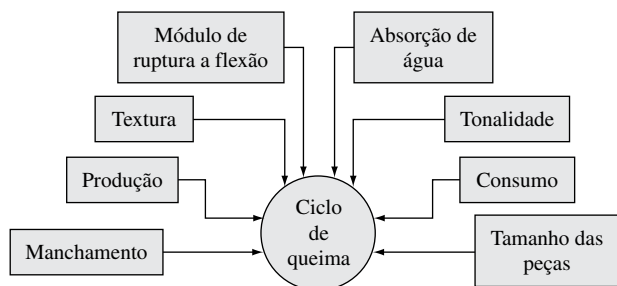 Módulo de
ruptura a flexão
Absorção de
água
Textura
Tonalidade
Produção
Consumo
Ciclo
de
queima
Manchamento
Tamanho das
peças